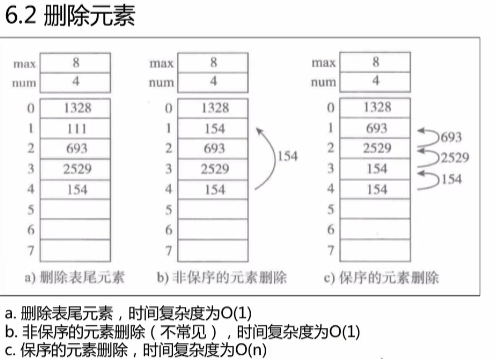 6.2 删除元素
max 8 max 8 max 8
num 4 num 4 num 4
0 1328 0 1328 0 1328
1 111 1 154 1 693 693
2 693 2 693 154 2 2529 2529
3 2529 3 2529 3 154 154
4 154 4 154 4 154
5 5 5
6 6 6
7 7 7
a) 删除表尾元素 b) 非保序的元素删除 c) 保序的元素删除
a. 删除表尾元素，时间复杂度为O(1)
b. 非保序的元素删除（不常见），时间复杂度为O(1)
c. 保序的元素删除，时间复杂度为O(n)